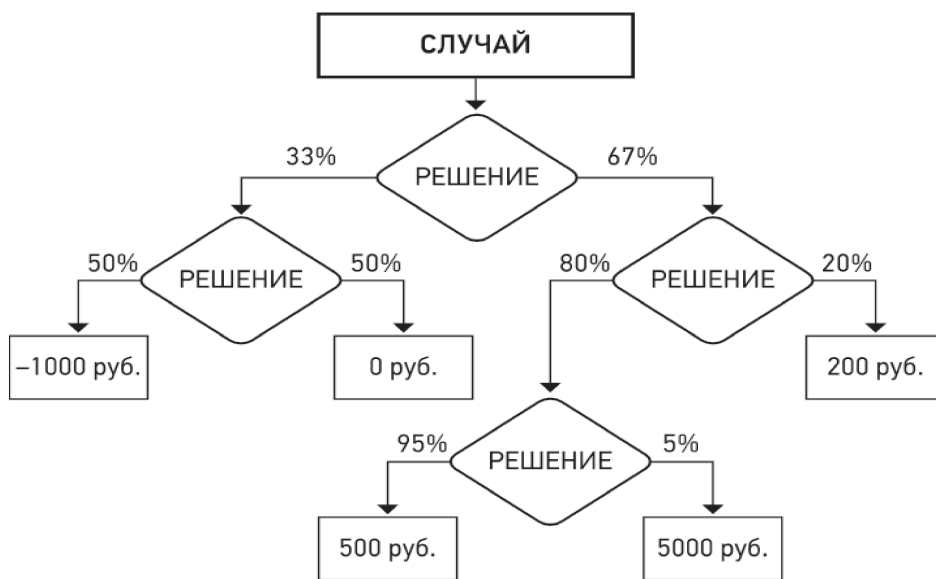 СЛУЧАЙ
33%
РЕШЕНИЕ
67%
50%
РЕШЕНИЕ
50%
80%
РЕШЕНИЕ
20%
–1000 руб.
0 руб.
200 руб.
95%
РЕШЕНИЕ
5%
500 руб.
5000 руб.